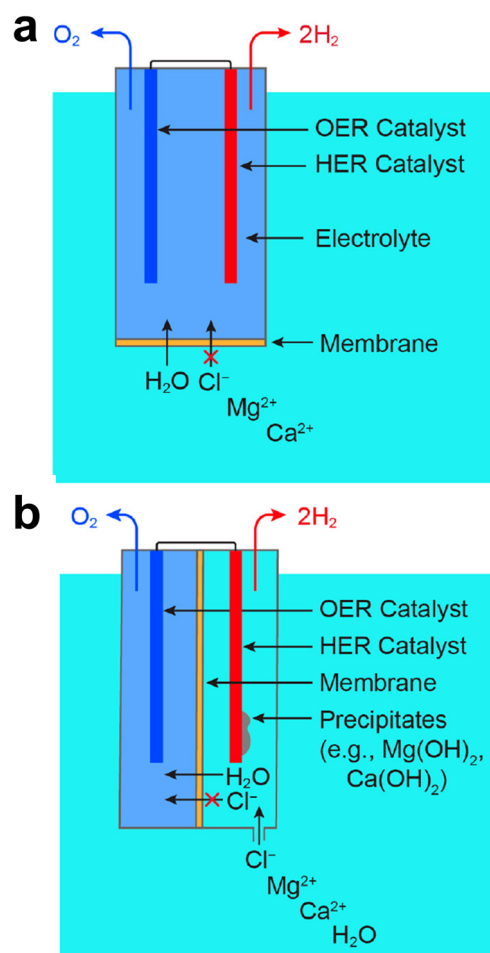 a
O₂
2H₂
OER Catalyst
HER Catalyst
Electrolyte
Membrane
H₂O
Cl⁻
Mg²⁺
Ca²⁺
b
O₂
2H₂
OER Catalyst
HER Catalyst
Membrane
Precipitates
(e.g., Mg(OH)₂,
Ca(OH)₂)
H₂O
Cl⁻
Cl⁻
Mg²⁺
Ca²⁺
H₂O